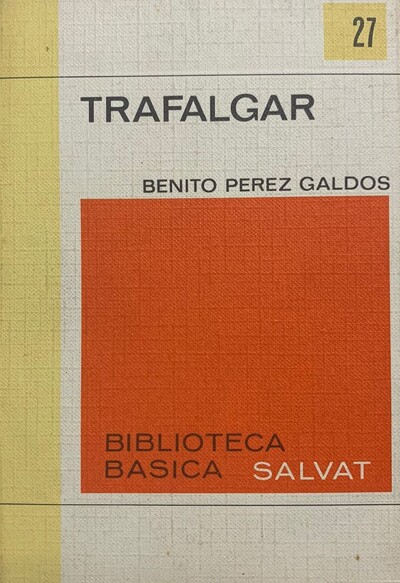 27
TRAFALGAR
BENITO PEREZ GALDOS
BIBLIOTECA
BASICA SALVAT